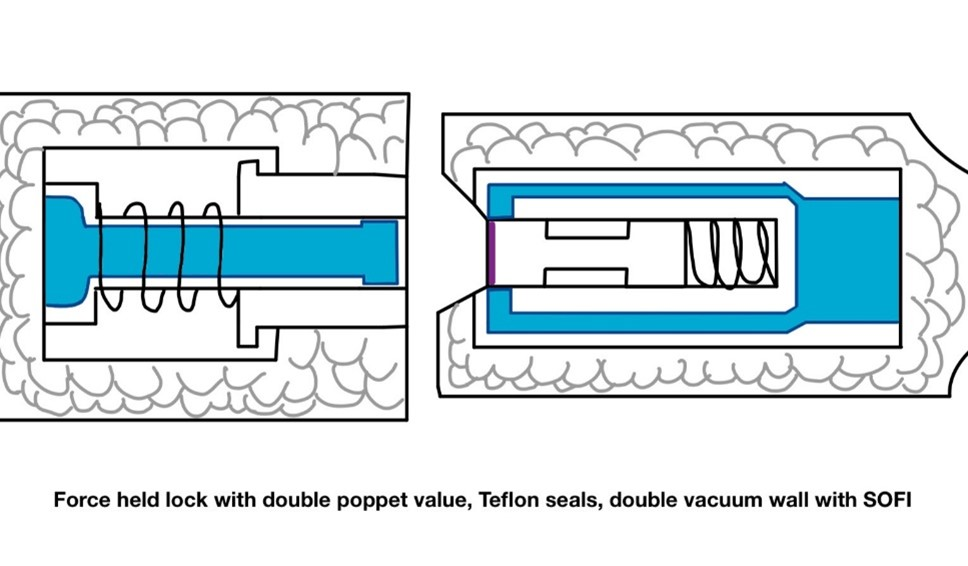 Force held lock with double poppet value, Teflon seals, double vacuum wall with SOFI